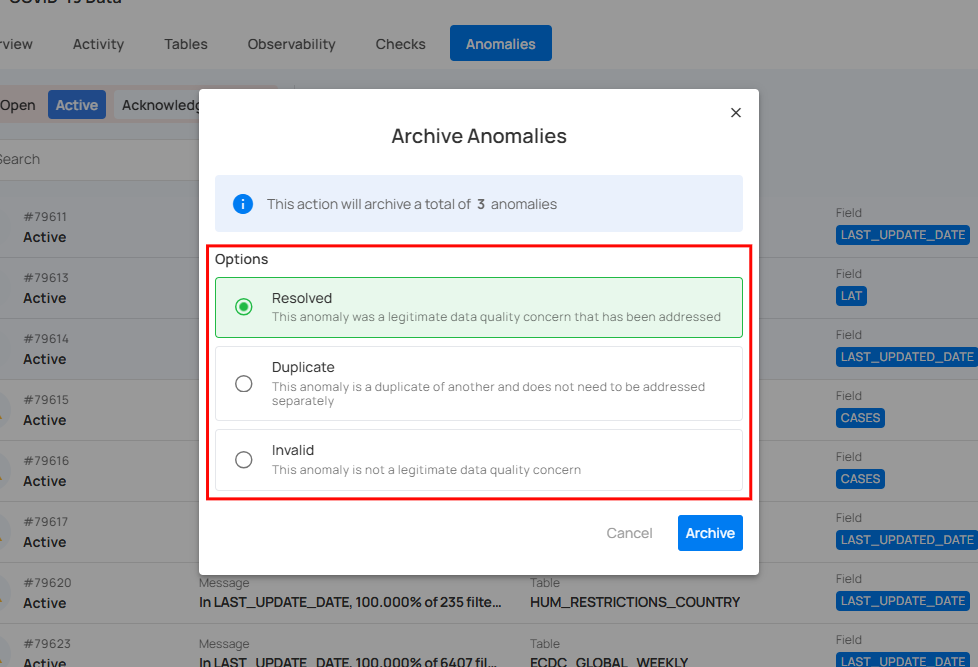 COVID-19 Data
rview Activity Tables Observability Checks Anomalies
Open Active Acknowledg
Search
Archive Anomalies
This action will archive a total of 3 anomalies
Options
Resolved
This anomaly was a legitimate data quality concern that has been addressed
Duplicate
This anomaly is a duplicate of another and does not need to be addressed
separately
Invalid
This anomaly is not a legitimate data quality concern
Cancel Archive
#79611 Field
Active LAST_UPDATE_DATE
#79613 Field
Active LAT
#79614 Field
Active LAST_UPDATED_DATE
#79615 Field
Active CASES
#79616 Field
Active CASES
#79617 Field
Active LAST_UPDATED_DATE
#79620 Message Table Field
Active In LAST_UPDATE_DATE, 100.000% of 235 filte... HUM_RESTRICTIONS_COUNTRY LAST_UPDATE_DATE
#79623 Message Table Field
Active In LAST_UPDATE_DATE, 100.000% of 6407 fil... ECDC_GLOBAL_WEEKLY LAST_UPDATE_DATE